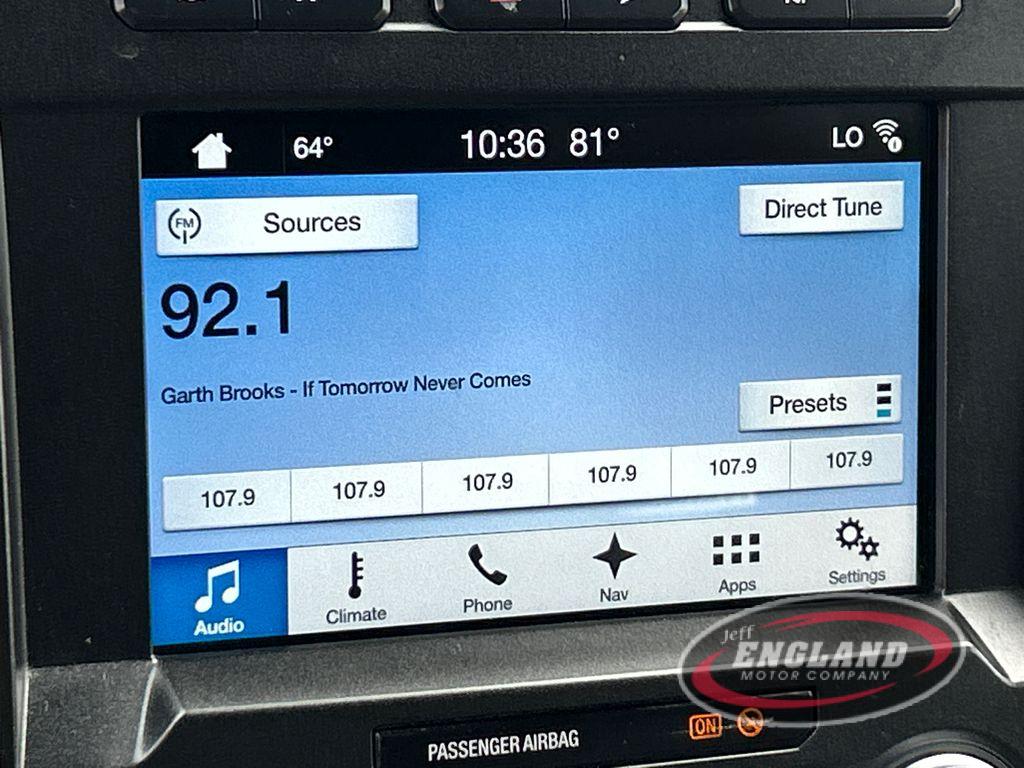 64° 10:36 81° LO
FM Sources
Direct Tune
92.1
Garth Brooks - If Tomorrow Never Comes
Presets
107.9 107.9 107.9 107.9 107.9 107.9
Audio Climate Phone Nav Apps Settings
Jeff
ENGLAND
MOTOR COMPANY
PASSENGER AIRBAG ON